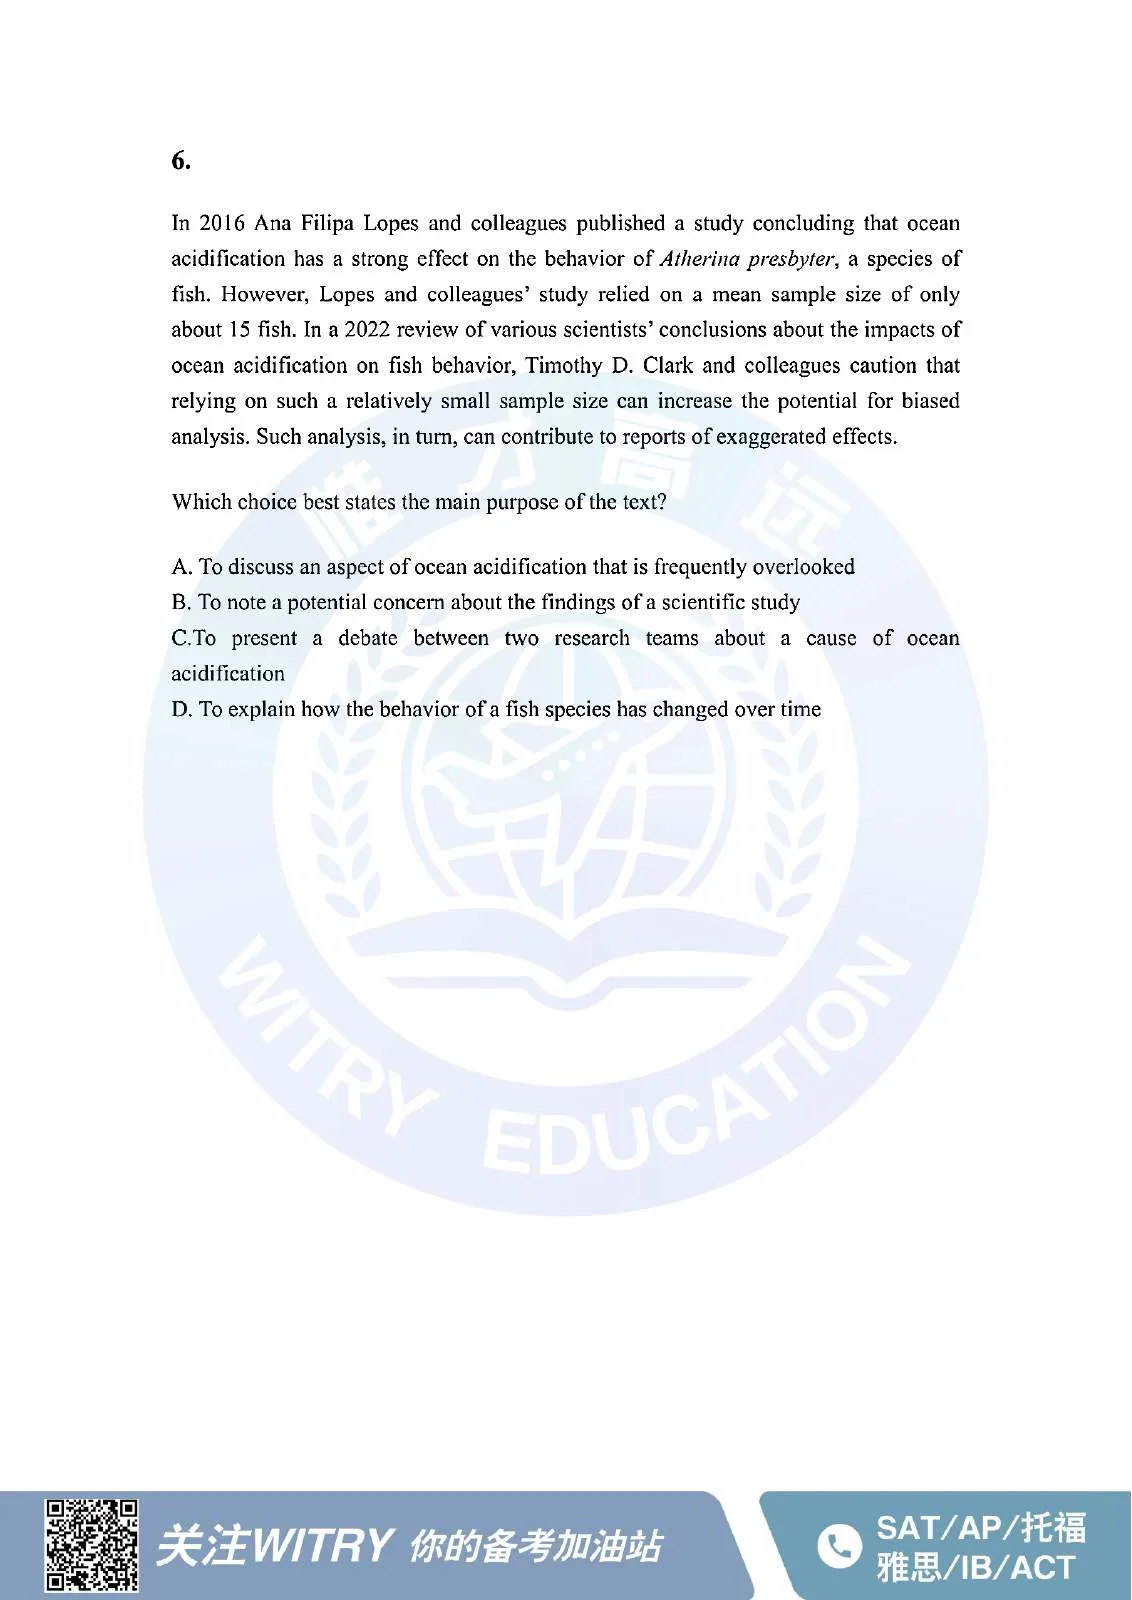 6.
In 2016 Ana Filipa Lopes and colleagues published a study concluding that ocean
acidification has a strong effect on the behavior of Atherina presbyter, a species of
fish. However, Lopes and colleagues’ study relied on a mean sample size of only
about 15 fish. In a 2022 review of various scientists’ conclusions about the impacts of
ocean acidification on fish behavior, Timothy D. Clark and colleagues caution that
relying on such a relatively small sample size can increase the potential for biased
analysis. Such analysis, in turn, can contribute to reports of exaggerated effects.
Which choice best states the main purpose of the text?
A. To discuss an aspect of ocean acidification that is frequently overlooked
B. To note a potential concern about the findings of a scientific study
C.To present a debate between two research teams about a cause of ocean
acidification
D. To explain how the behavior of a fish species has changed over time
惟才高远
WITRY EDUCATION
关注WITRY 你的备考加油站
SAT/AP/托福
雅思/IB/ACT